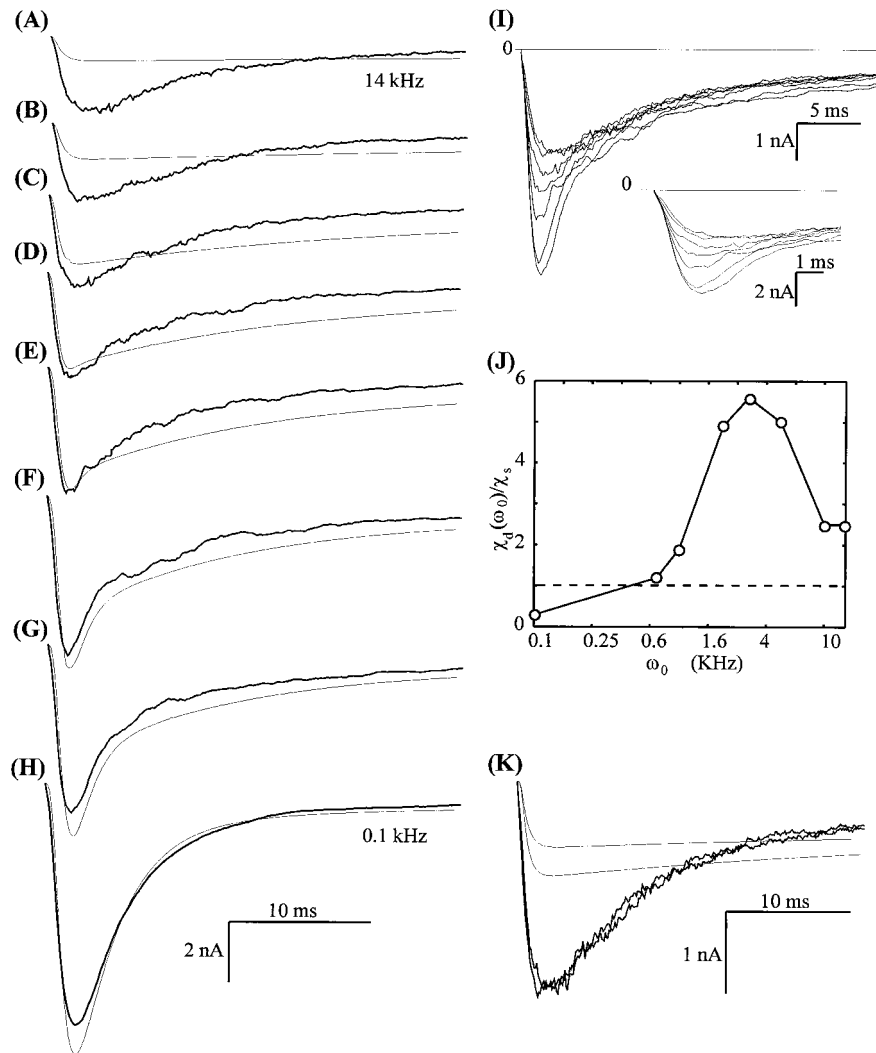 (A)
14 kHz
(B)
(C)
(D)
(E)
(F)
(G)
(H)
0.1 kHz
10 ms
2 nA
(I)
0
5 ms
1 nA
0
1 ms
2 nA
(J)
6
4
2
0
χd(ω0)/χs
0.1 0.25 0.6 1.6 4 10
ω0 (KHz)
(K)
10 ms
1 nA